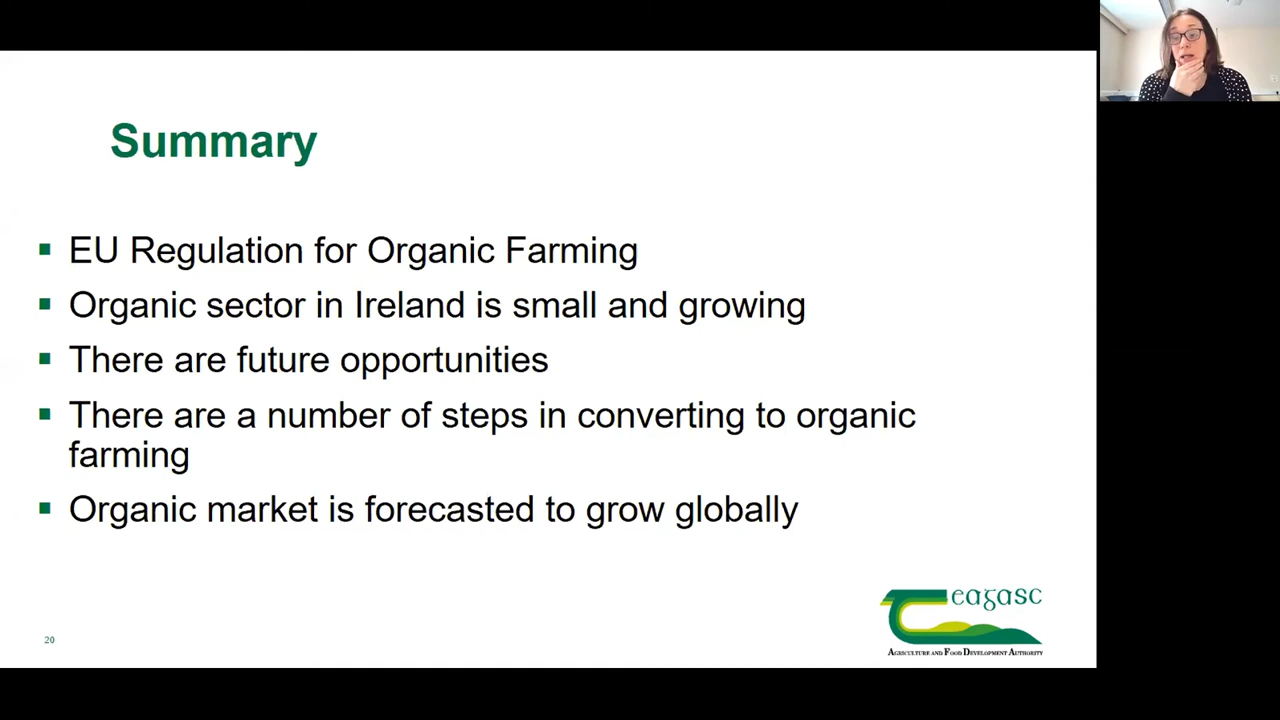 Summary
EU Regulation for Organic Farming
Organic sector in Ireland is small and growing
There are future opportunities
There are a number of steps in converting to organic
farming
Organic market is forecasted to grow globally
eagasc
AGRICULTURE AND FOOD DEVELOPMENT AUTHORITY
20